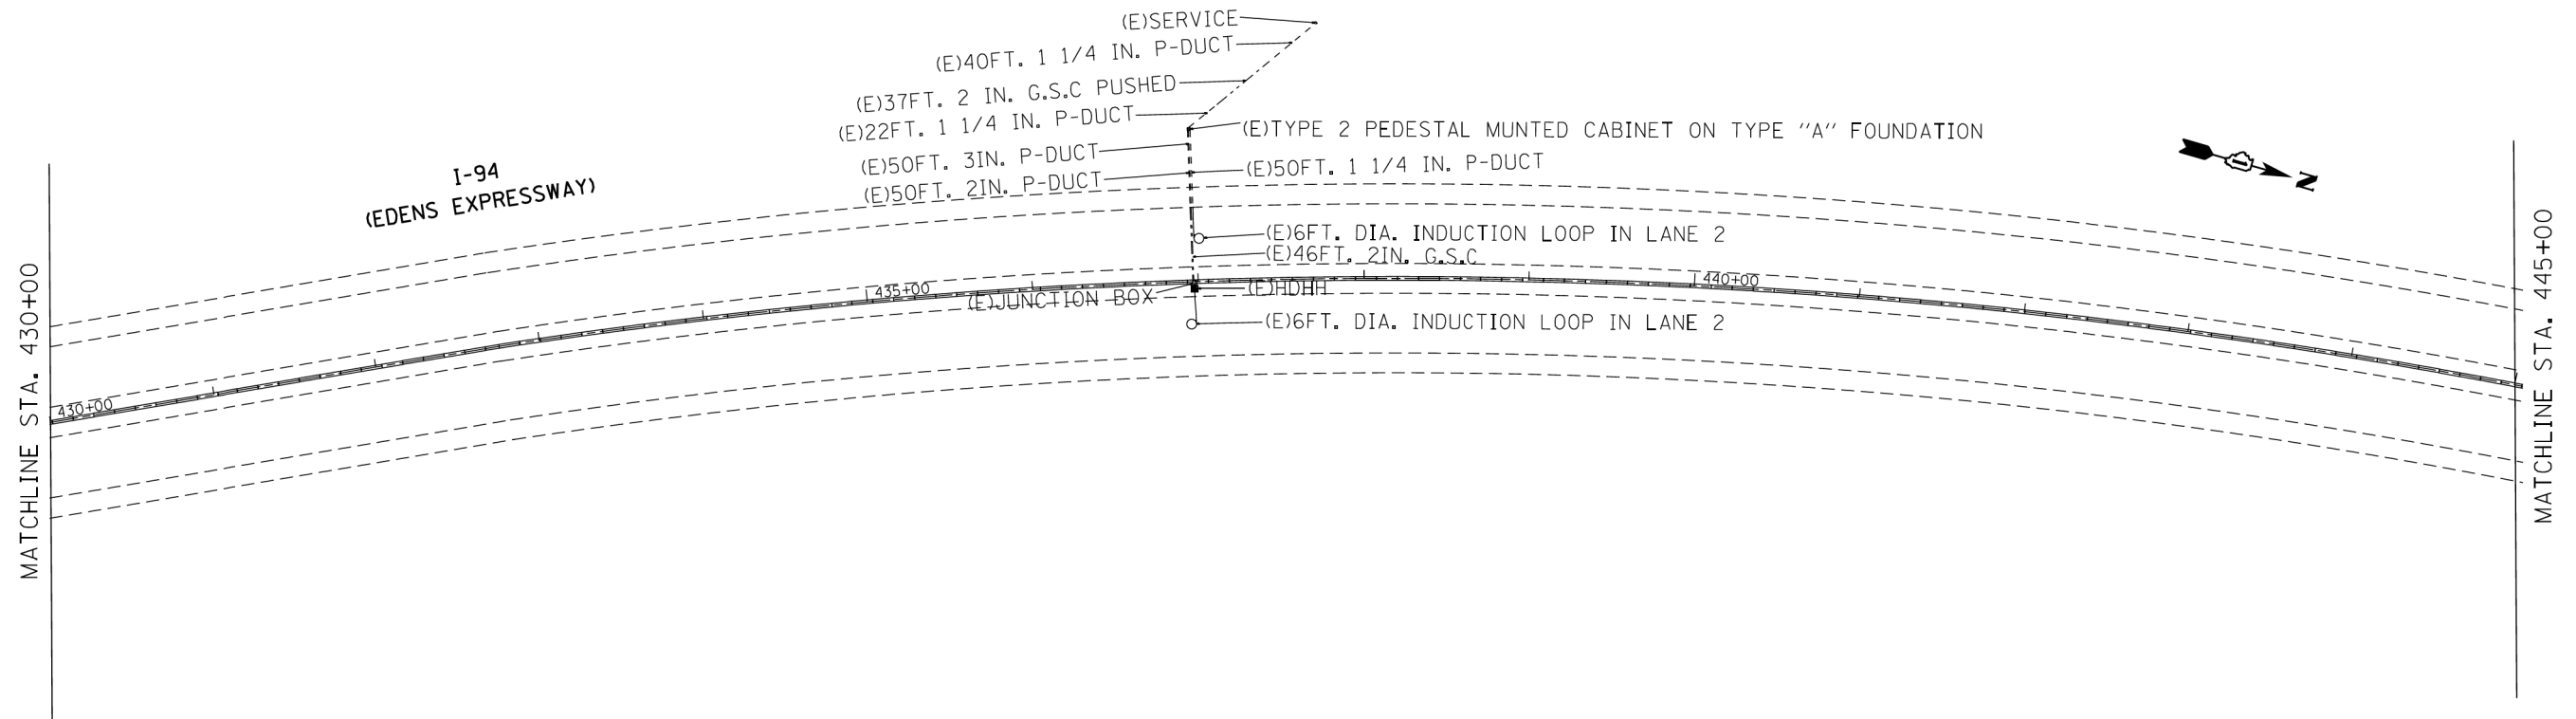 (E)SERVICE
(E)40FT. 1 1/4 IN. P-DUCT
(E)37FT. 2 IN. G.S.C PUSHED
(E)22FT. 1 1/4 IN. P-DUCT
(E)TYPE 2 PEDESTAL MUNTED CABINET ON TYPE "A" FOUNDATION
(E)50FT. 3IN. P-DUCT
(E)50FT. 1 1/4 IN. P-DUCT
(E)50FT. 2IN. P-DUCT
I-94
(EDENS EXPRESSWAY)
N
(E)6FT. DIA. INDUCTION LOOP IN LANE 2
(E)46FT. 2IN. G.S.C
440+00
435+00
(E)HDHH
(E)JUNCTION BOX
(E)6FT. DIA. INDUCTION LOOP IN LANE 2
430+00
MATCHLINE STA. 430+00
MATCHLINE STA. 445+00